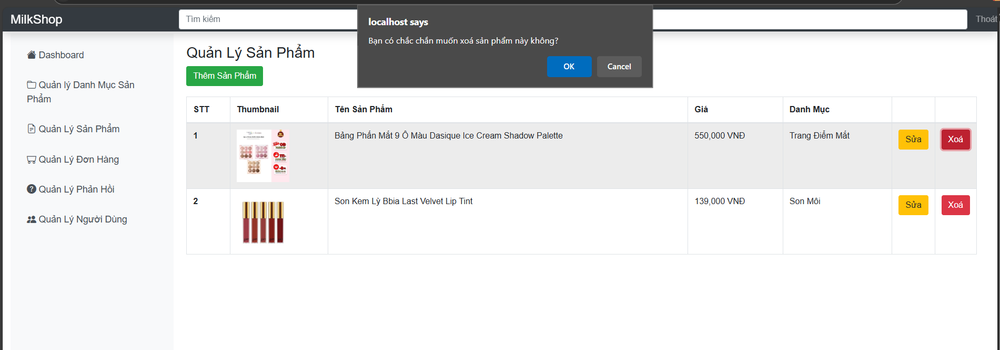 MilkShop
Tìm kiếm
Thoát
localhost says
Bạn có chắc chắn muốn xoá sản phẩm này không?
OK
Cancel
Dashboard
Quản lý Danh Mục Sản
Phẩm
Quản Lý Sản Phẩm
Quản Lý Đơn Hàng
Quản Lý Phản Hồi
Quản Lý Người Dùng
Quản Lý Sản Phẩm
Thêm Sản Phẩm
STT Thumbnail Tên Sản Phẩm Giá Danh Mục
1 Bảng Phấn Mắt 9 Ô Màu Dasique Ice Cream Shadow Palette 550,000 VNĐ Trang Điểm Mắt Sửa Xoá
2 Son Kem Lỳ Bbia Last Velvet Lip Tint 139,000 VNĐ Son Môi Sửa Xoá